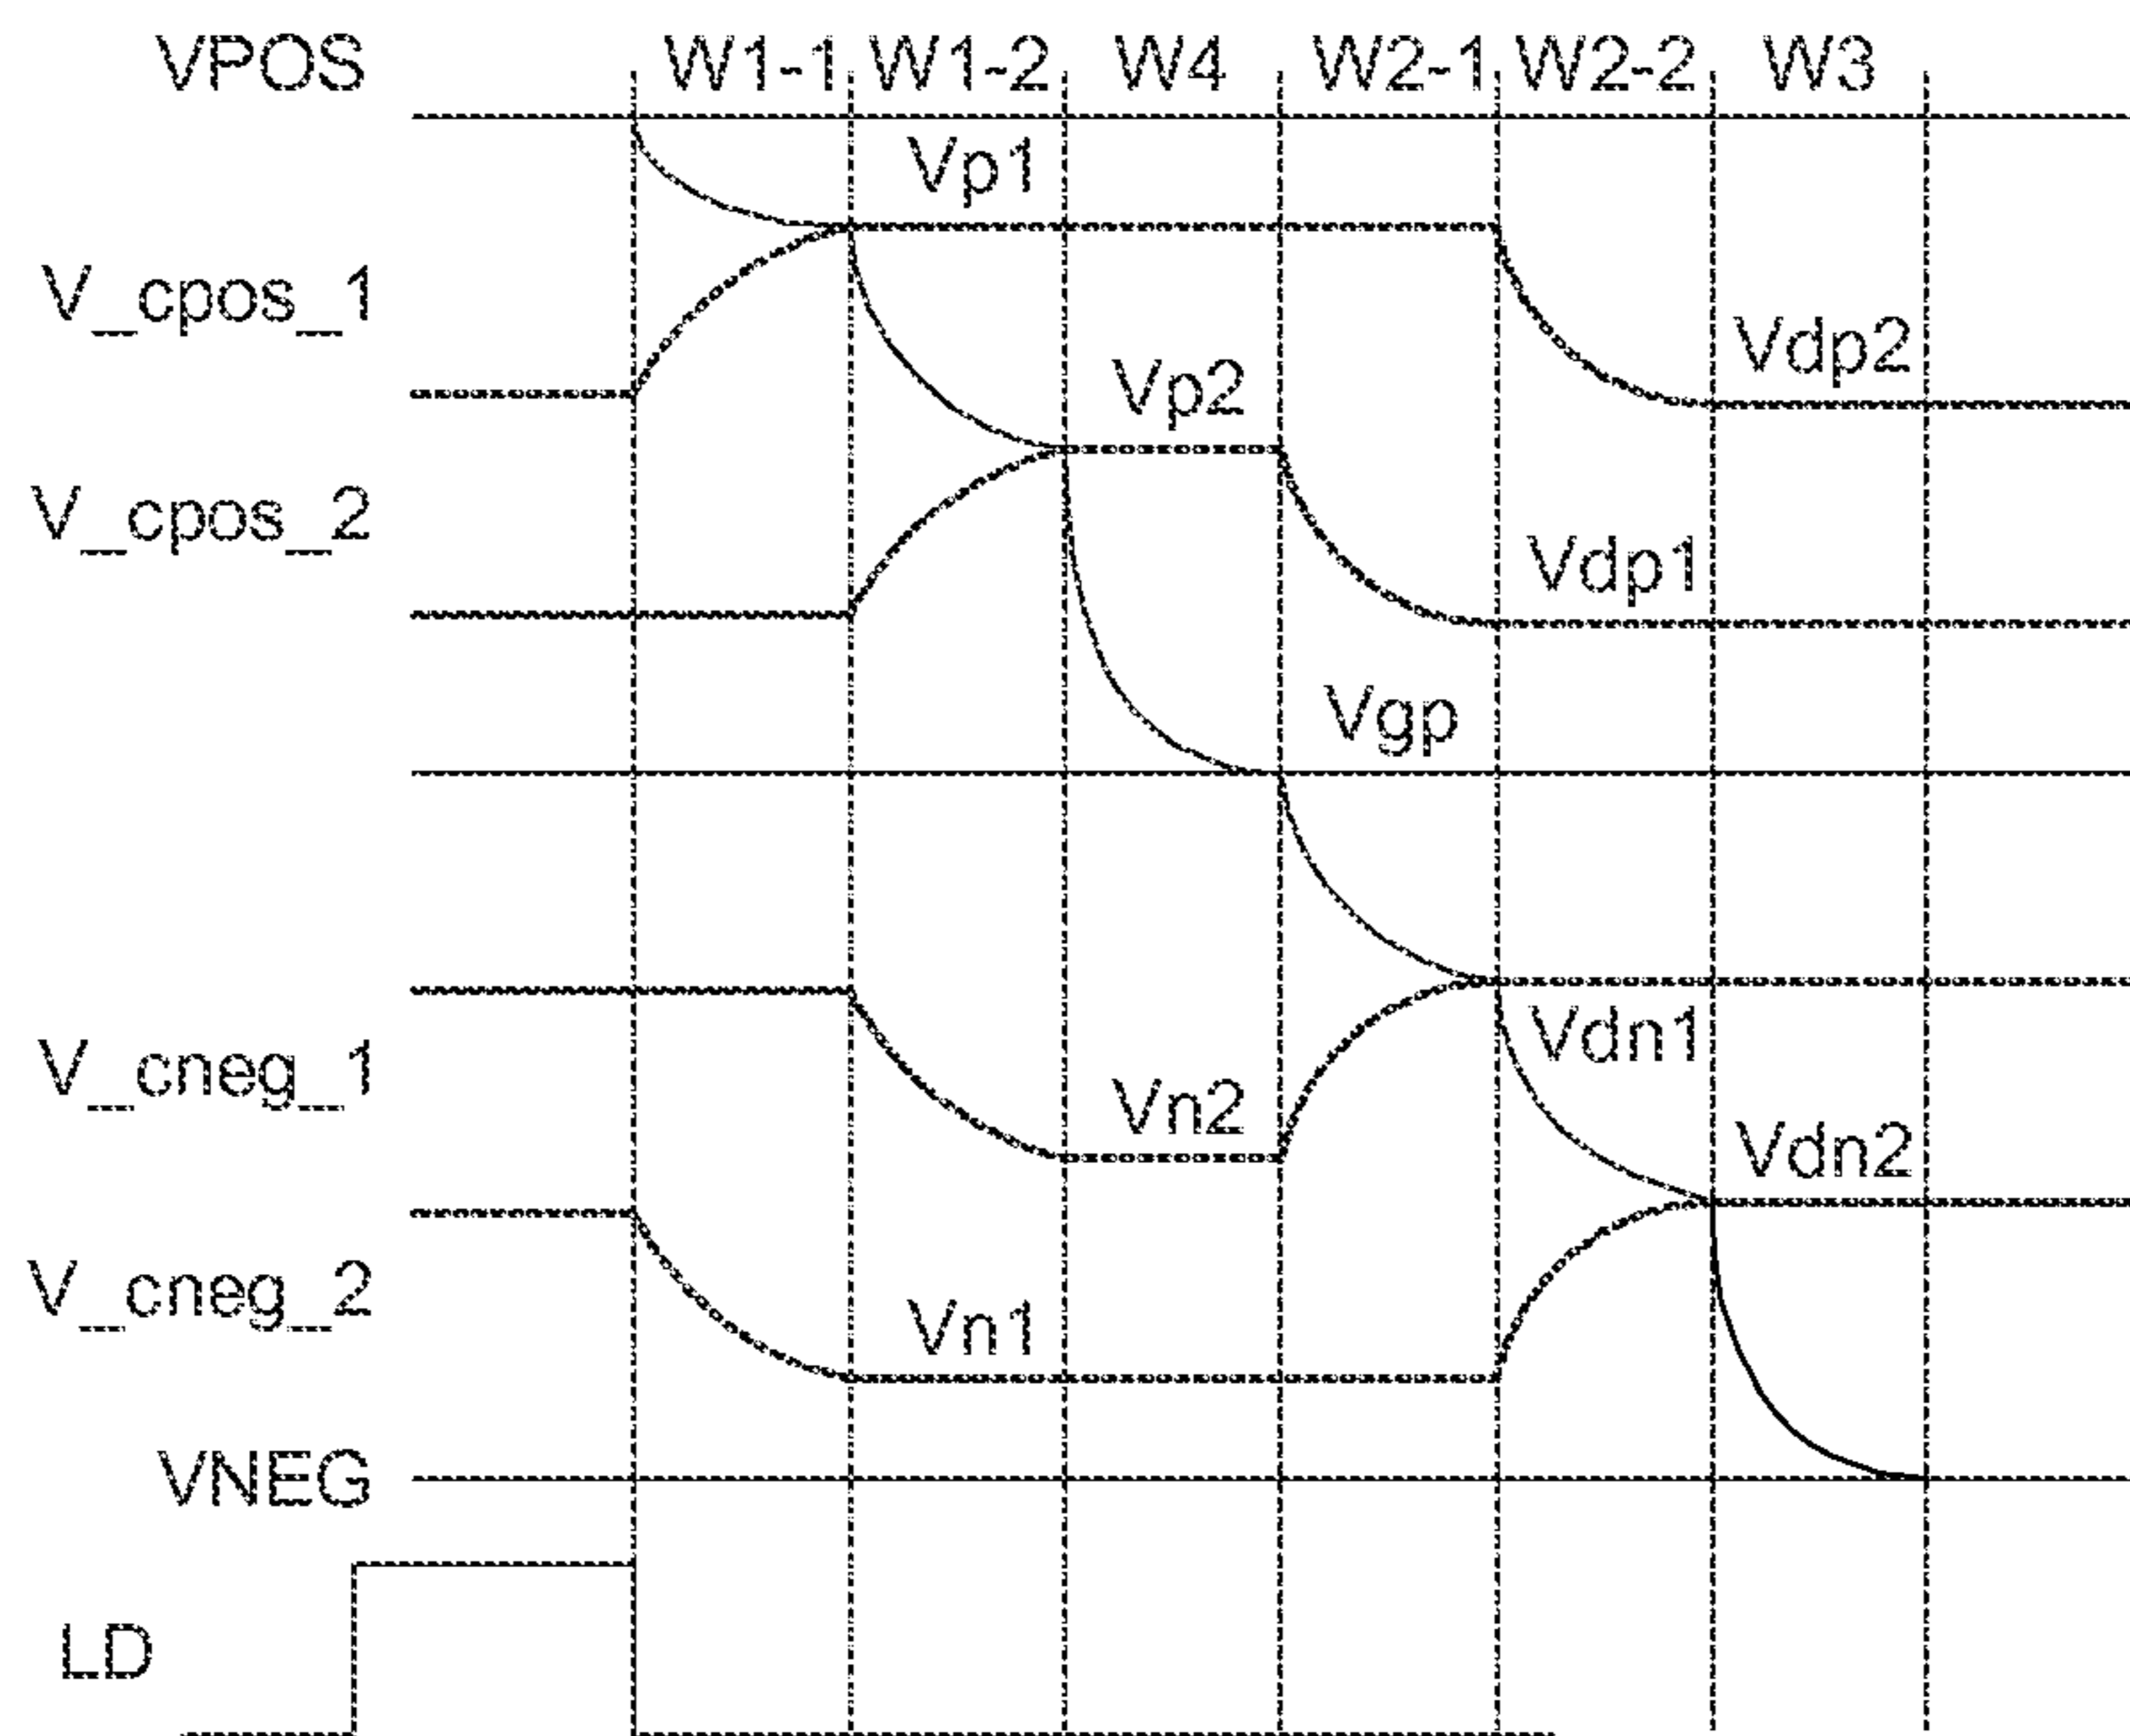 VPOS W1-1 W1-2 W4 W2-1 W2-2 W3
Vp1
V_cpos_1
Vdp2
Vp2
V_cpos_2
Vdp1
Vgp
Vdn1
V_cneg_1
Vn2
Vdn2
V_cneg_2
Vn1
VNEG
LD